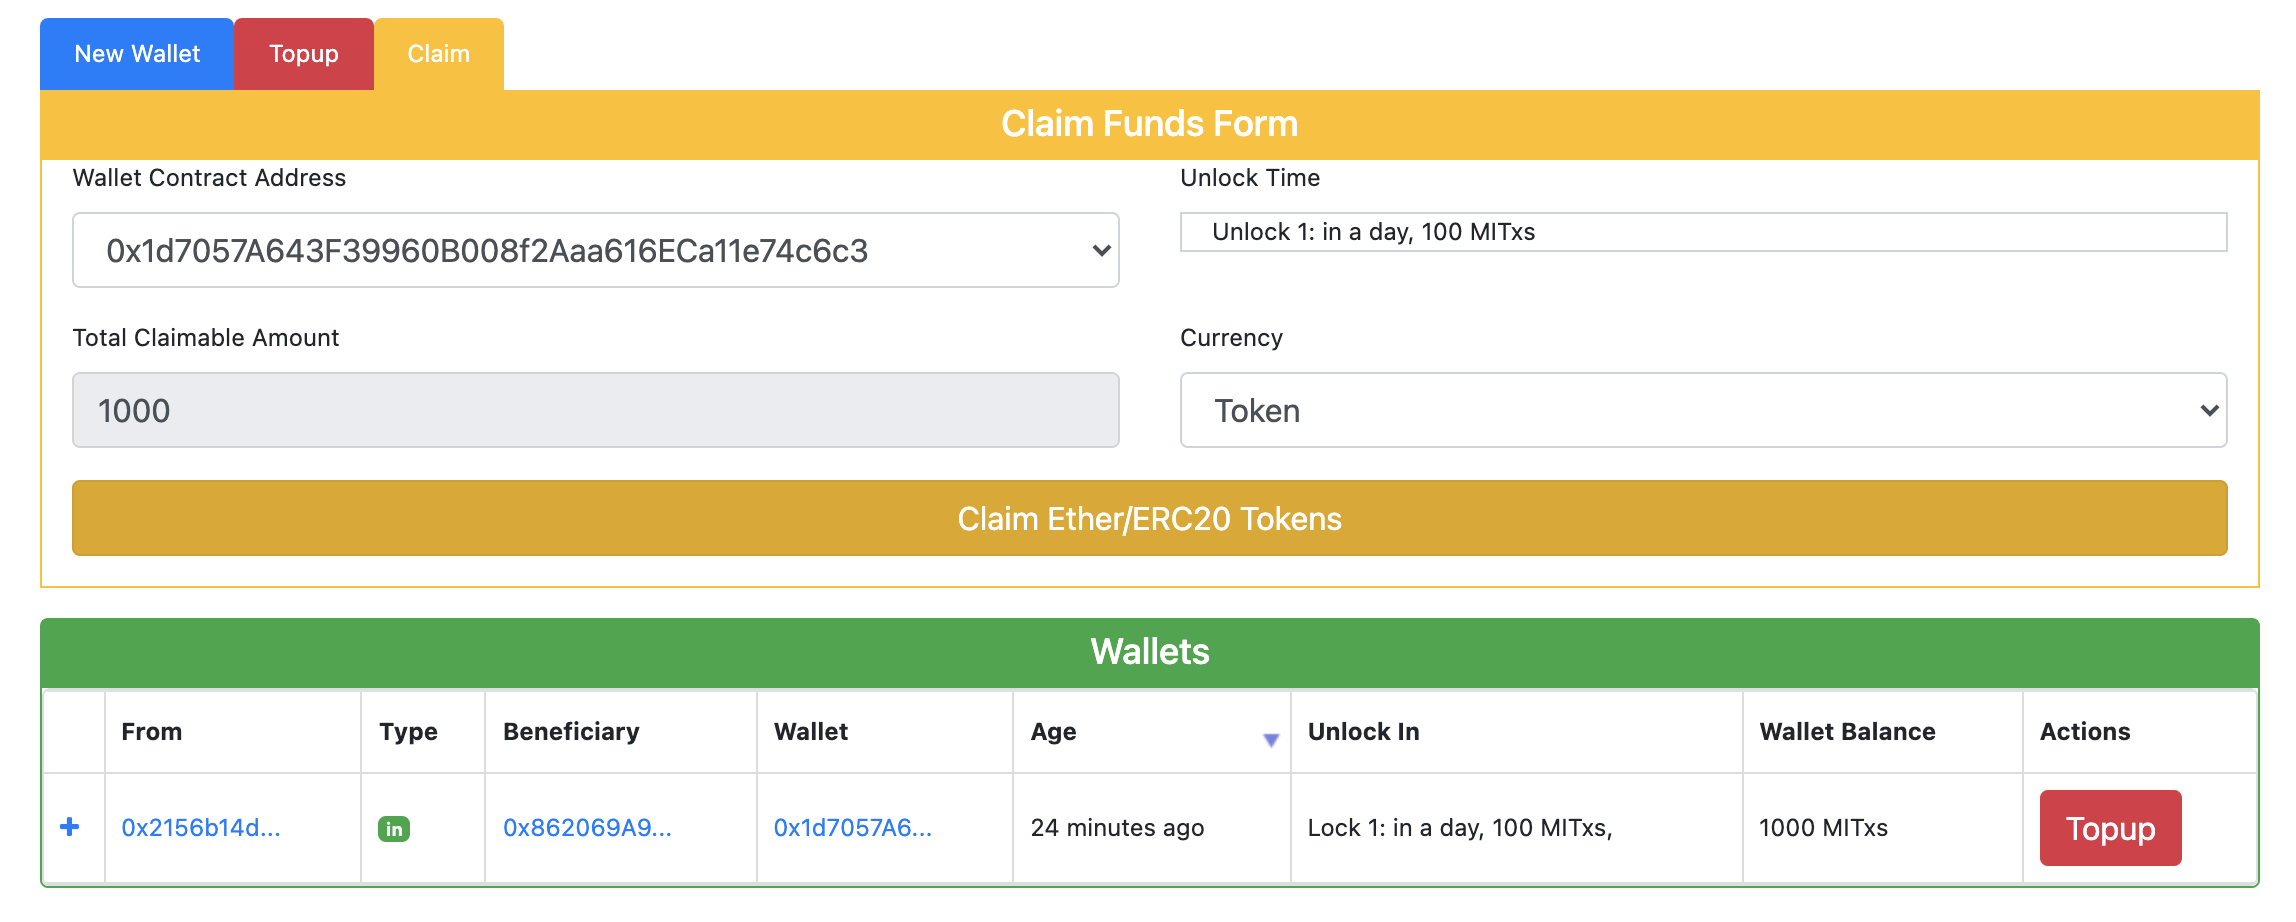 New Wallet Topup Claim
Claim Funds Form
Wallet Contract Address Unlock Time
0x1d7057A643F39960B008f2Aaa616ECa11e74c6c3 Unlock 1: in a day, 100 MITxs
Total Claimable Amount Currency
1000 Token
Claim Ether/ERC20 Tokens
Wallets
From Type Beneficiary Wallet Age Unlock In Wallet Balance Actions
0x2156b14d... in 0x862069A9... 0x1d7057A6... 24 minutes ago Lock 1: in a day, 100 MITxs, 1000 MITxs Topup